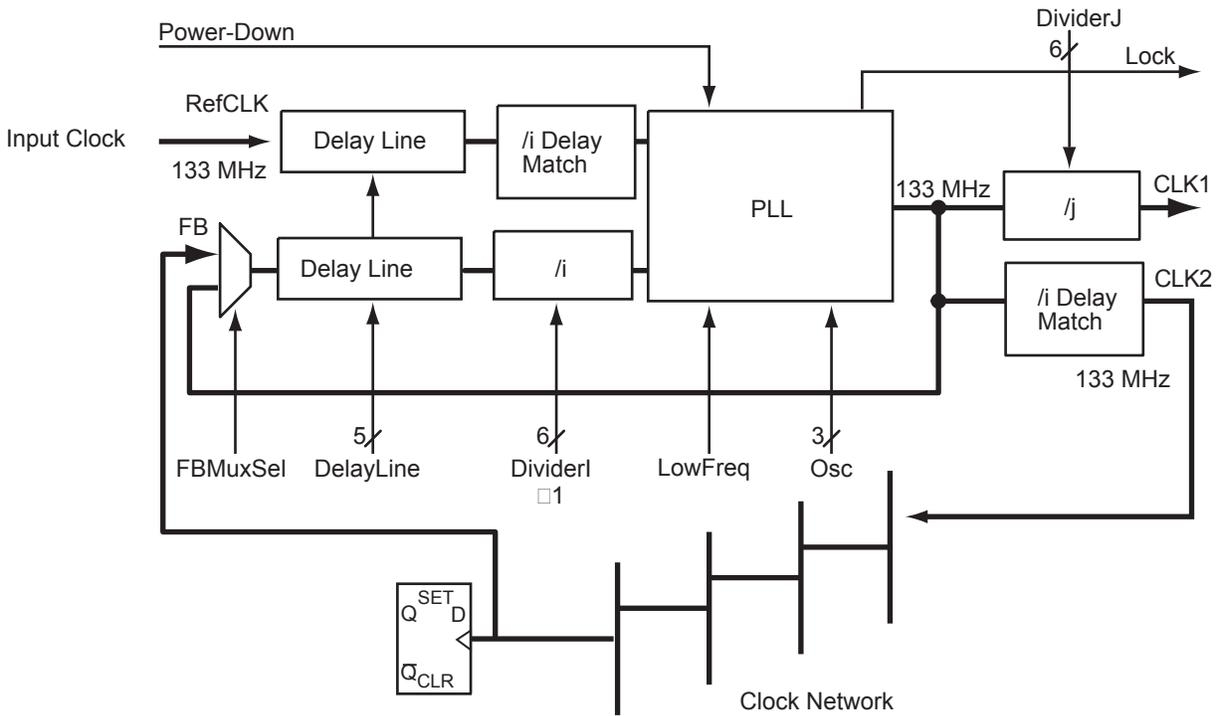 Power-Down
DividerJ
6
Lock
RefCLK
Input Clock
133 MHz
Delay Line
/i Delay
Match
PLL
133 MHz
/j
CLK1
FB
Delay Line
/i
CLK2
/i Delay
Match
133 MHz
5
6
3
FBMuxSel
DelayLine
DividerI
□1
LowFreq
Osc
SET
Q D
Q̅
CLR
Clock Network